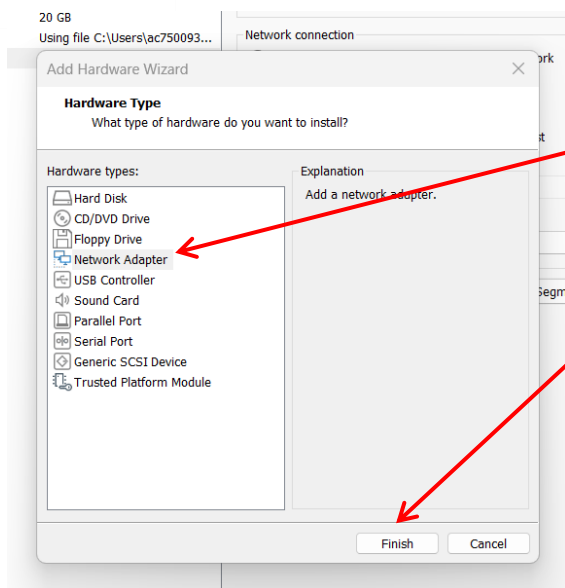 20 GB
Using file C:\Users\ac750093...
Network connection
Add Hardware Wizard
Hardware Type
What type of hardware do you want to install?
Hardware types:
Explanation
Hard Disk
Add a network adapter.
CD/DVD Drive
Floppy Drive
Network Adapter
USB Controller
Sound Card
Parallel Port
Serial Port
Generic SCSI Device
Trusted Platform Module
Finish
Cancel